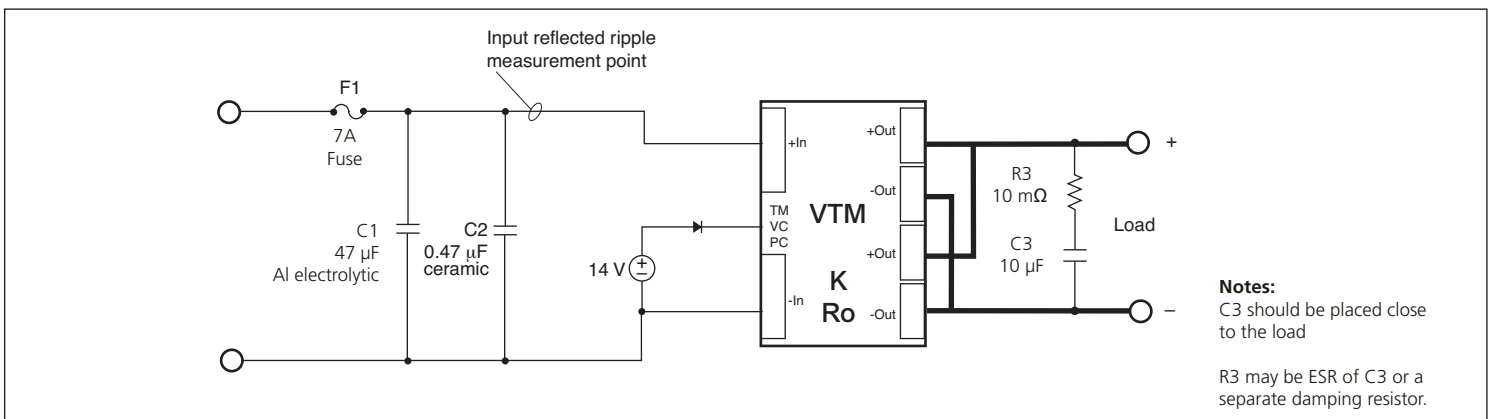 Input reflected ripple
measurement point
F1
7A
Fuse
C1
47 µF
Al electrolytic
C2
0.47 µF
ceramic
14 V
+
−
+In
TM
VC
PC
-In
VTM
K
Ro
+Out
-Out
+Out
-Out
R3
10 mΩ
C3
10 µF
Load
+
−
Notes:
C3 should be placed close
to the load
R3 may be ESR of C3 or a
separate damping resistor.